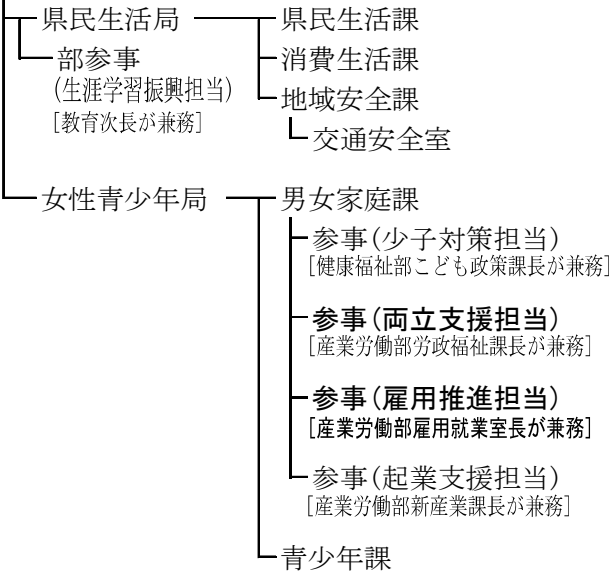 県民生活局 県民生活課
部参事 消費生活課
(生涯学習振興担当)
[教育次長が兼務]
地域安全課
交通安全室
女性青少年局 男女家庭課
参事(少子対策担当)
[健康福祉部こども政策課長が兼務]
参事(両立支援担当)
[産業労働部労政福祉課長が兼務]
参事(雇用推進担当)
[産業労働部雇用就業室長が兼務]
参事(起業支援担当)
[産業労働部新産業課長が兼務]
青少年課